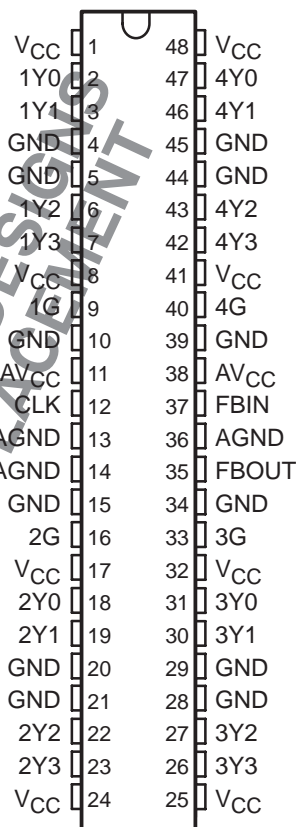 VCC 1 48 VCC
1Y0 2 47 4Y0
1Y1 3 46 4Y1
GND 4 45 GND
GND 5 44 GND
1Y2 6 43 4Y2
1Y3 7 42 4Y3
VCC 8 41 VCC
1G 9 40 4G
GND 10 39 GND
AVCC 11 38 AVCC
CLK 12 37 FBIN
AGND 13 36 AGND
AGND 14 35 FBOUT
GND 15 34 GND
2G 16 33 3G
VCC 17 32 VCC
2Y0 18 31 3Y0
2Y1 19 30 3Y1
GND 20 29 GND
GND 21 28 GND
2Y2 22 27 3Y2
2Y3 23 26 3Y3
VCC 24 25 VCC